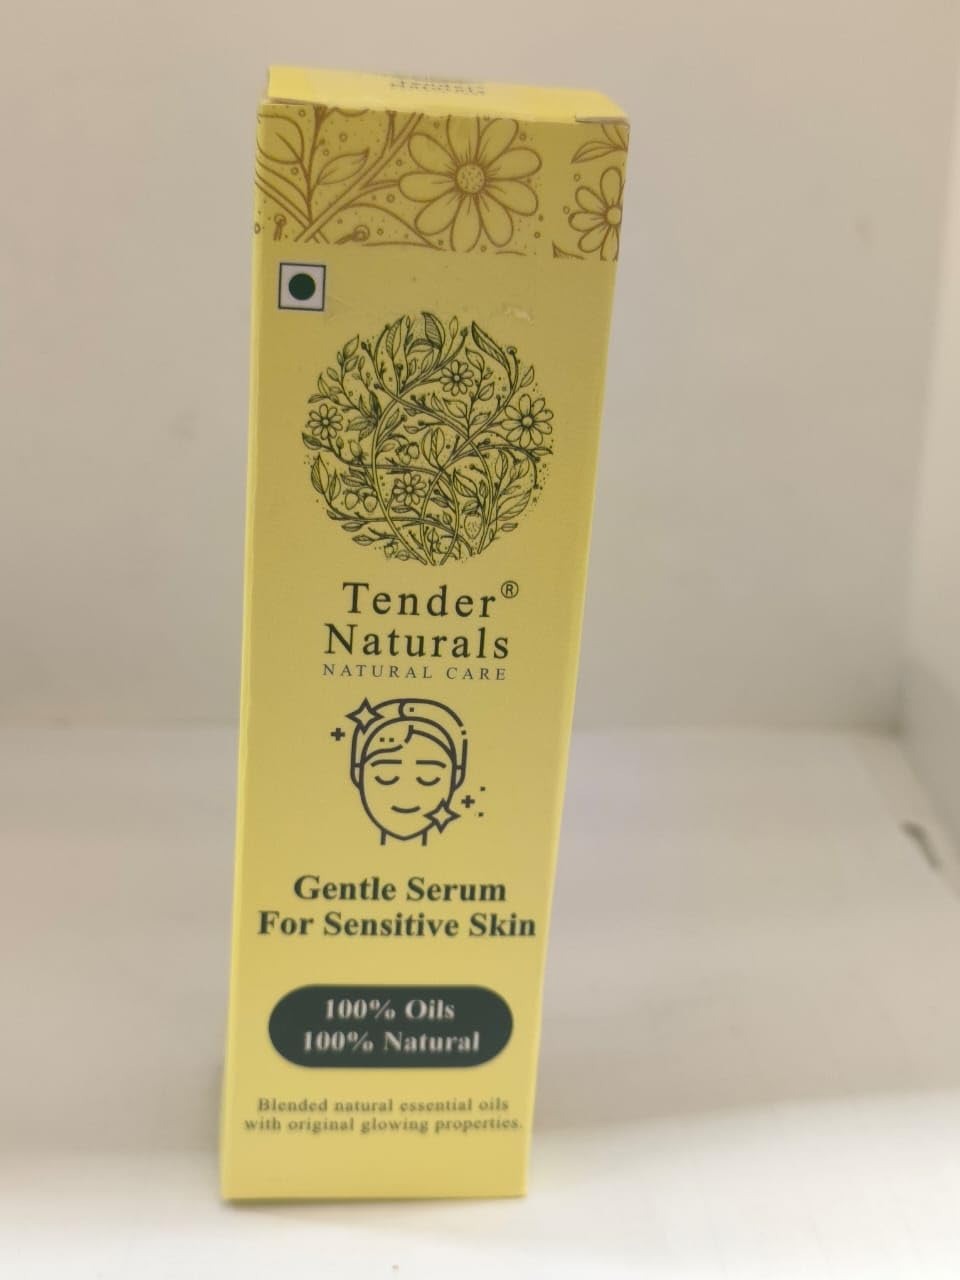 Tender®
Naturals
NATURAL CARE
Gentle Serum
For Sensitive Skin
100% Oils
100% Natural
Blended natural essential oils
with original glowing properties.